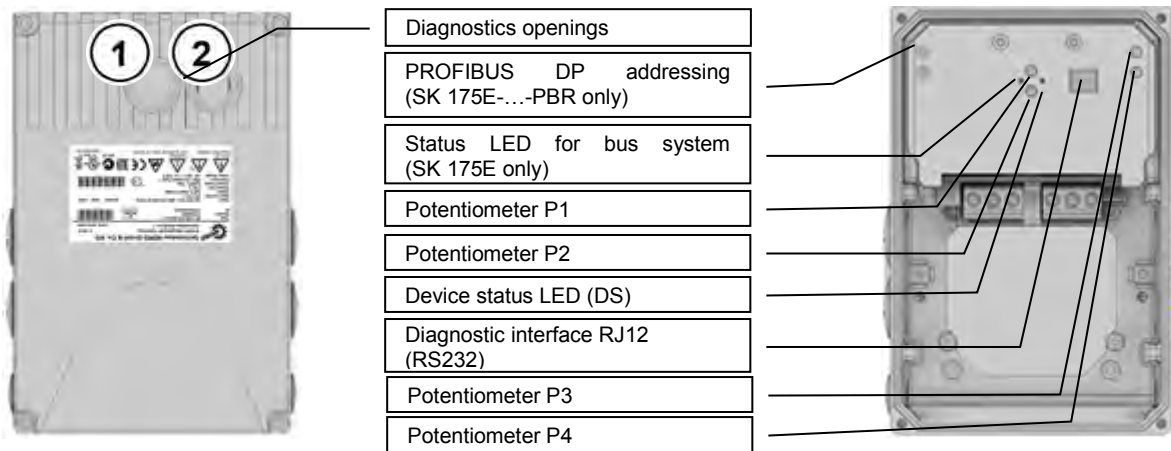 1
2
Diagnostics openings
PROFIBUS DP addressing
(SK 175E-…-PBR only)
Status LED for bus system
(SK 175E only)
Potentiometer P1
Potentiometer P2
Device status LED (DS)
Diagnostic interface RJ12
(RS232)
Potentiometer P3
Potentiometer P4